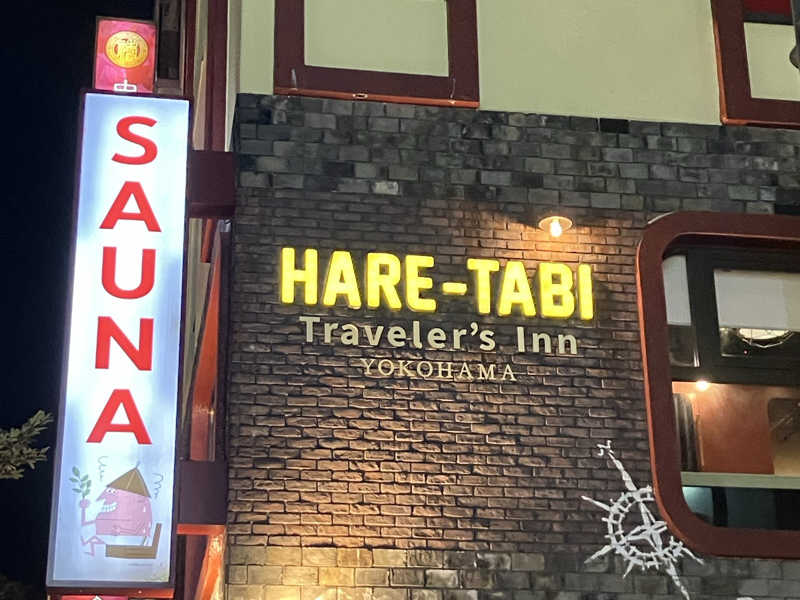 SAUNA
HARE-TABI
Traveler's Inn
YOKOHAMA
N